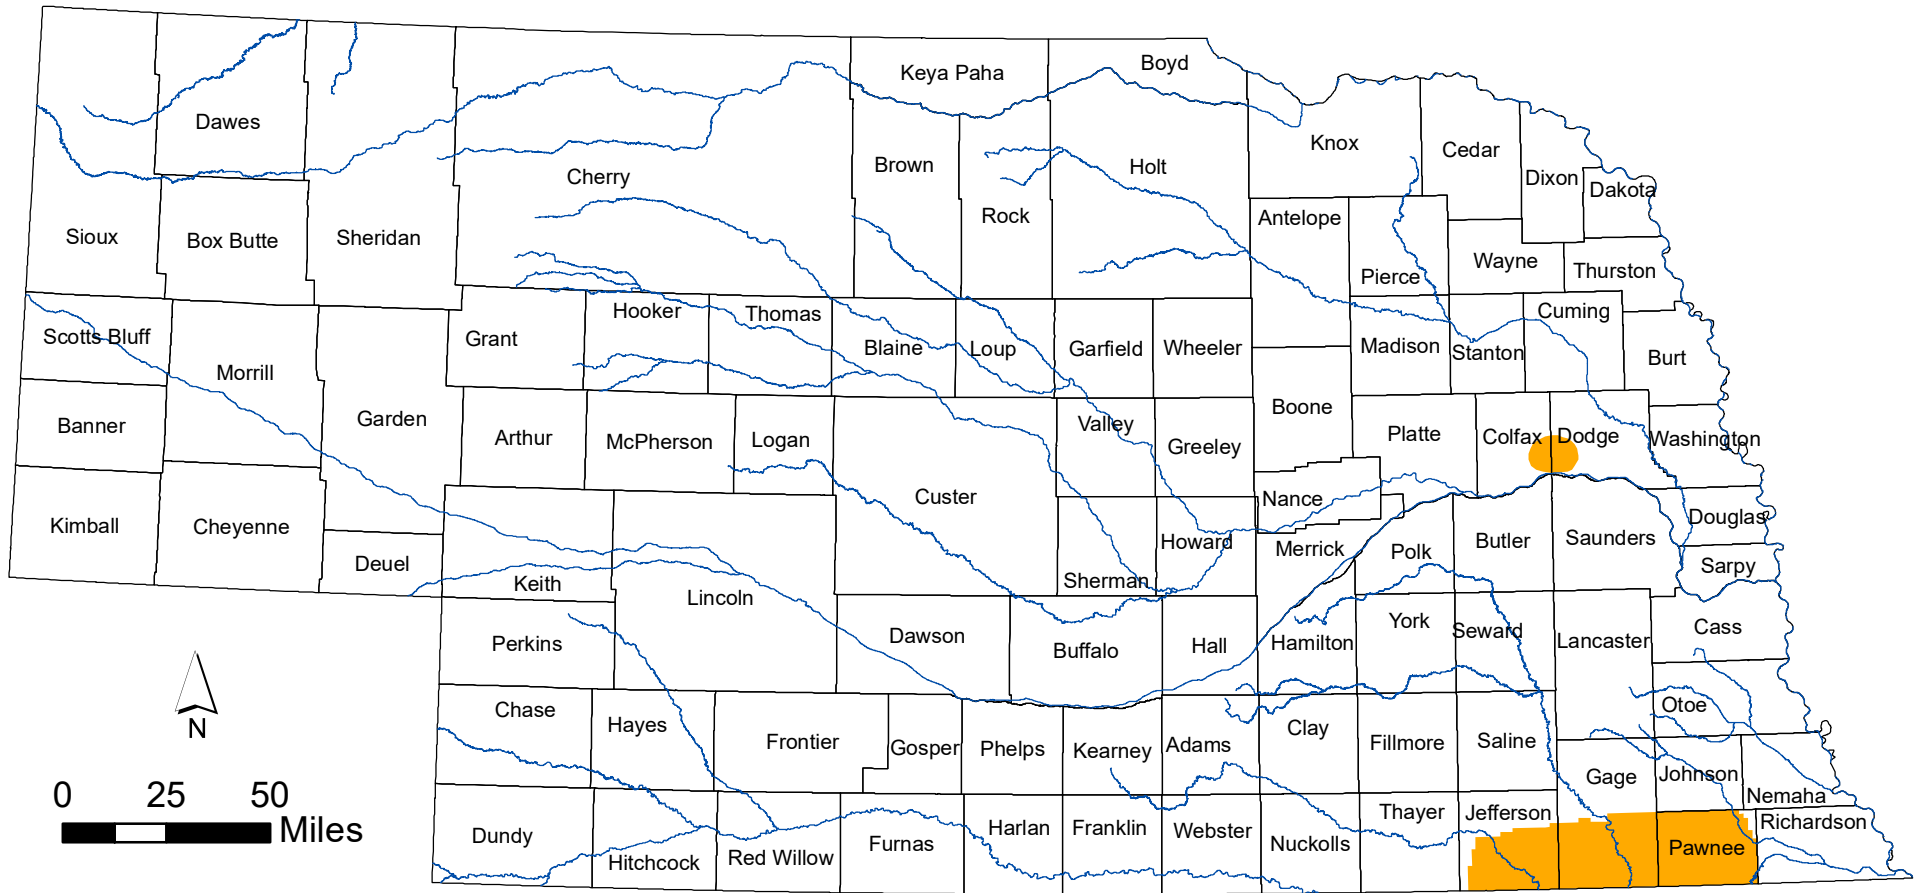 Boyd
Keya Paha
Dawes
Knox
Cedar
Brown
Holt
Cherry
Dixon
Dakota
Rock
Antelope
Sioux
Box Butte
Sheridan
Wayne
Thurston
Pierce
Hooker
Thomas
Cuming
Scotts Bluff
Grant
Blaine
Loup
Garfield
Wheeler
Madison
Stanton
Burt
Morrill
Garden
Boone
Banner
Arthur
McPherson
Logan
Valley
Greeley
Platte
Colfax
Dodge
Washington
Custer
Nance
Kimball
Cheyenne
Douglas
Howard
Merrick
Polk
Butler
Saunders
Deuel
Keith
Sherman
Sarpy
Lincoln
Perkins
Dawson
Buffalo
Hall
Hamilton
York
Seward
Lancaster
Cass
Chase
Hayes
Otoe
N
Frontier
Gosper
Phelps
Kearney
Adams
Clay
Fillmore
Saline
Gage
Johnson
0 25 50
Miles
Nemaha
Dundy
Hitchcock
Red Willow
Furnas
Harlan
Franklin
Webster
Nuckolls
Thayer
Jefferson
Richardson
Pawnee